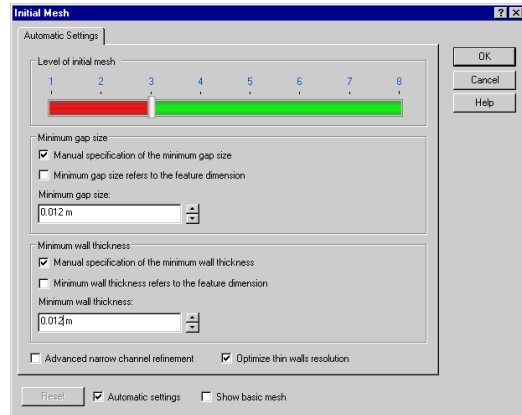 Initial Mesh
Automatic Settings
OK
Cancel
Help
Level of initial mesh
1 2 3 4 5 6 7 8
Minimum gap size
Manual specification of the minimum gap size
Minimum gap size refers to the feature dimension
Minimum gap size:
0.012 m
Minimum wall thickness
Manual specification of the minimum wall thickness
Minimum wall thickness refers to the feature dimension
Minimum wall thickness:
0.012 m
Advanced narrow channel refinement Optimize thin walls resolution
Reset Automatic settings Show basic mesh